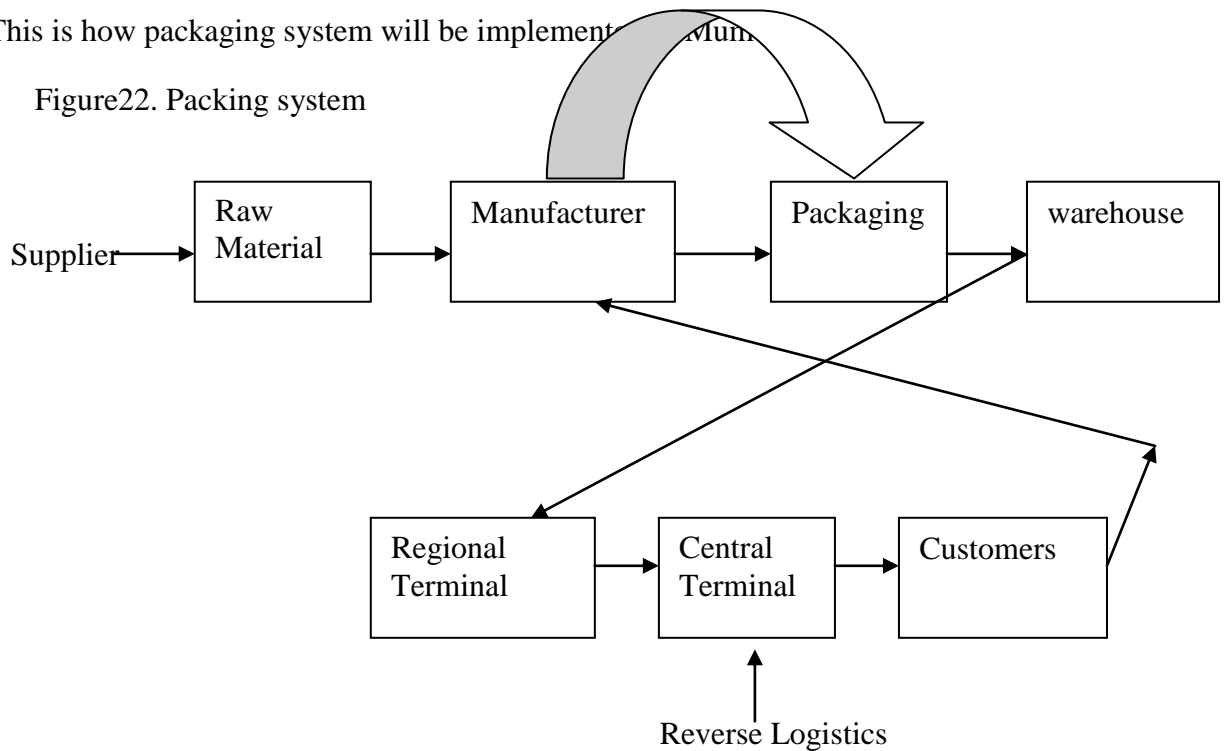 This is how packaging system will be
Figure22. Packing system
Supplier
Raw
Material
Manufacturer
Packaging
warehouse
Regional
Terminal
Central
Terminal
Customers
Reverse Logistics